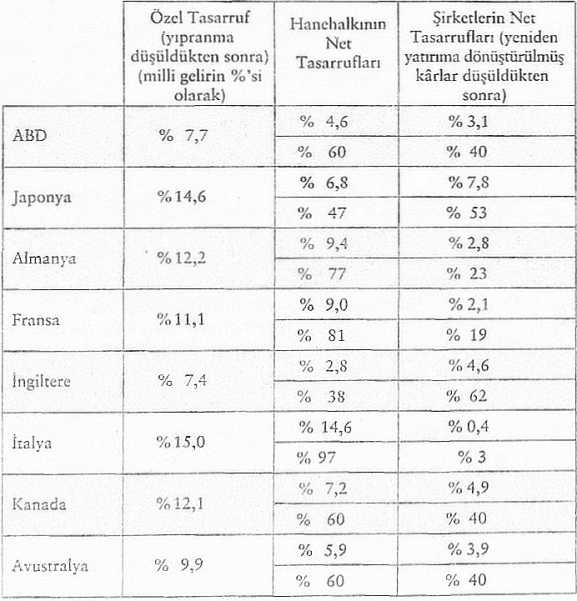 Özel Tasarruf
(yıpranma
düşüldükten sonra)
(milli gelirin %'si
olarak)
Hanehalkının
Net
Tasarrufları
Şirketlerin Net
Tasarrufları (yeniden
yatırıma dönüştürülmüş
kârlar düşüldükten
sonra)
ABD
% 7,7
% 4,6
% 3,1
% 60
% 40
Japonya
% 14,6
% 6,8
% 7,8
% 47
% 53
Almanya
% 12,2
% 9,4
% 2,8
% 77
% 23
Fransa
% 11,1
% 9,0
% 2,1
% 81
% 19
İngiltere
% 7,4
% 2,8
% 4,6
% 38
% 62
İtalya
% 15,0
% 14,6
% 0,4
% 97
% 3
Kanada
% 12,1
% 7,2
% 4,9
% 60
% 40
Avustralya
% 9,9
% 5,9
% 3,9
% 60
% 40